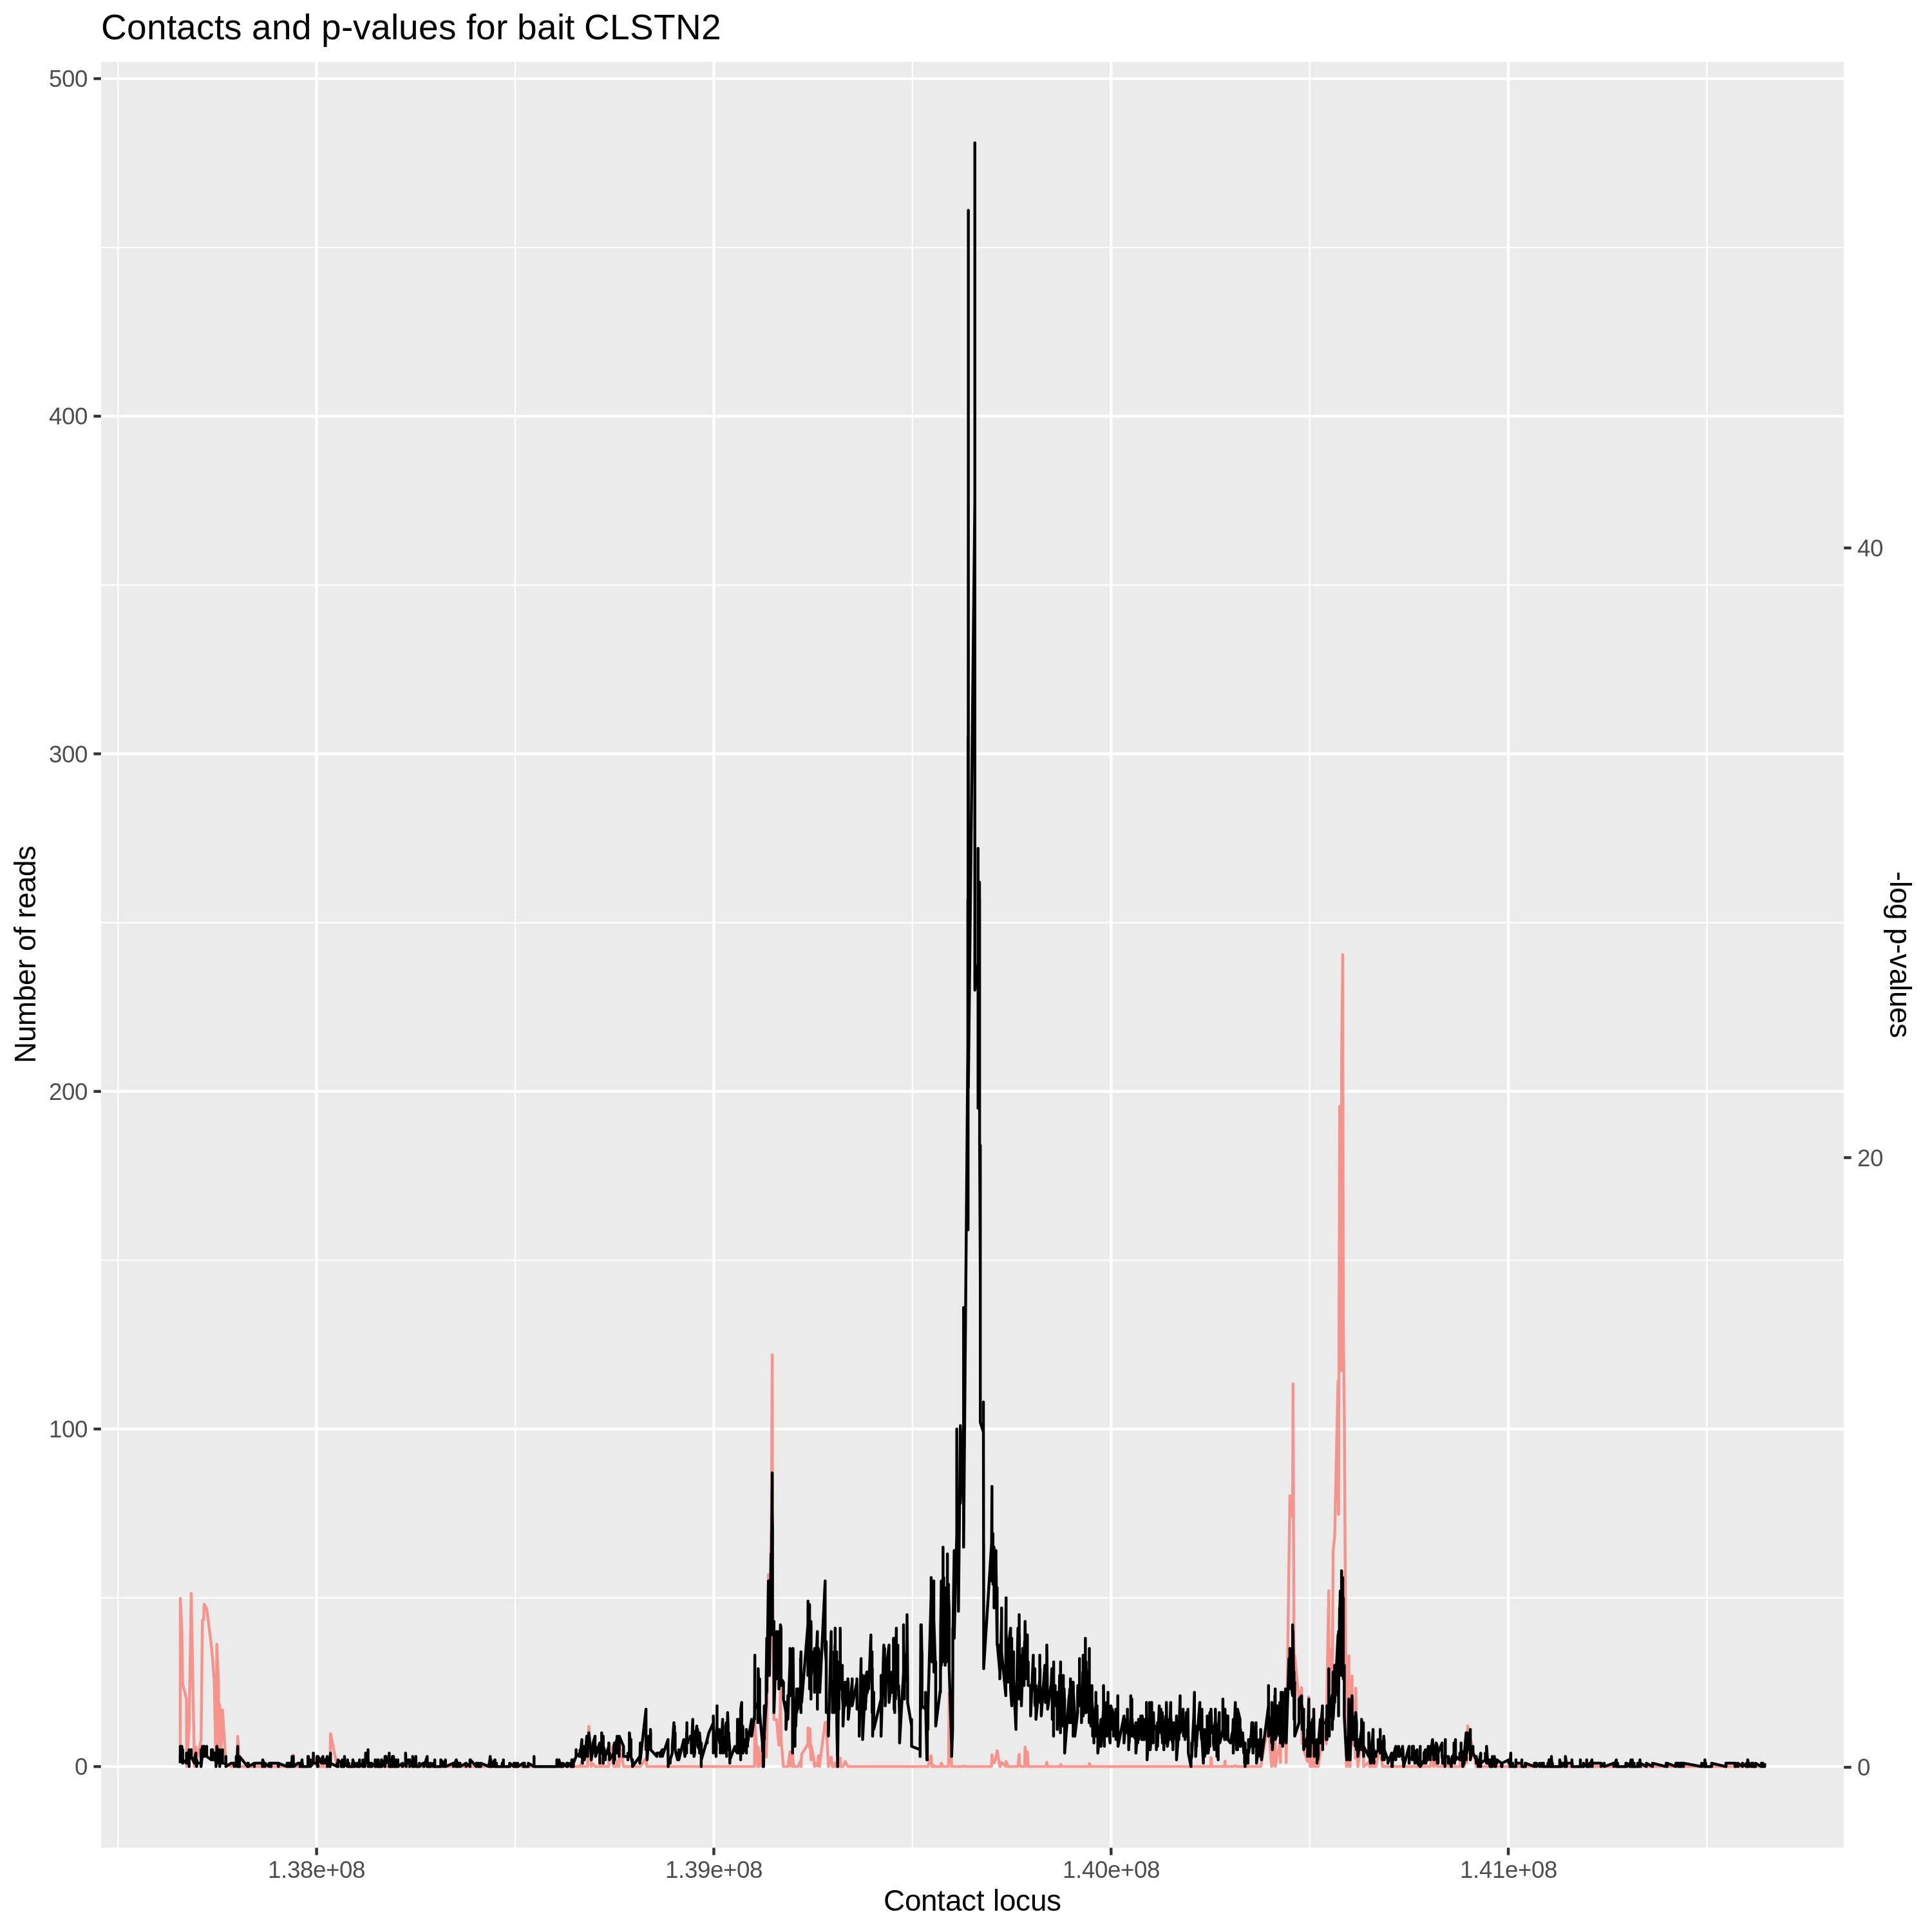 Contacts and p-values for bait CLSTN2
500
400
300
200
100
0
Number of reads
40
20
0
-log p-values
1.38e+08
1.39e+08
1.40e+08
1.41e+08
Contact locus